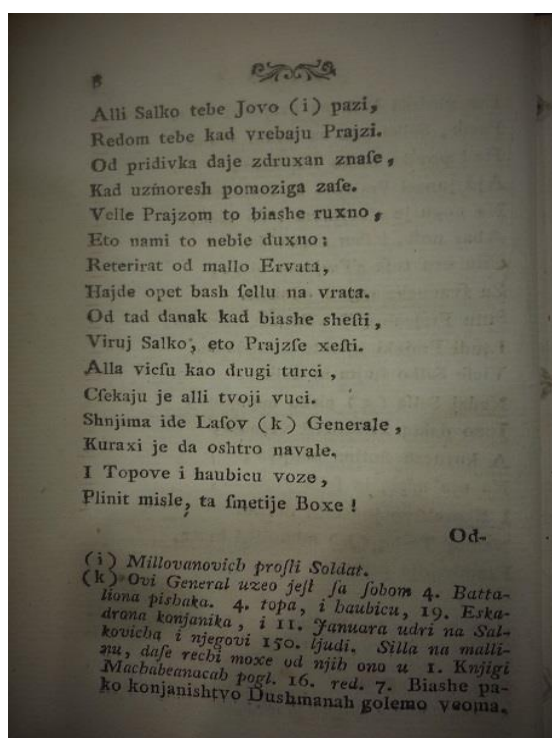 8
Alli Salko tebe Jovo (i) pazi,
Redom tebe kad vrebaju Prajzi.
Od pridivka daje zdruxan znaſe,
Kad uzmoresh pomoziga zaſe.
Velle Prajzom to biashe ruxno,
Eto nami to nebie duxno;
Reterirat od mallo Ervata,
Hajde opet bash ſellu na vrata.
Od tad danak kad biashe sheſti,
Viruj Salko, eto Prajzſe xeſti.
Alla vicſu kao drugi turci,
Cſekaju je alli tvoji vuci.
Shnjima ide Laſov (k) Generale,
Kuraxi je da oshtro navale.
I Topove i haubicu voze,
Plinit misle, ta ſmetije Boxe!
Od-
(i) Millovanovich proſli Soldat.
(k) Ovi General uzeo jeſt ſa ſobom 4. Batta-
liona pishaka. 4. topa, i haubicu, 19. Eska-
drona konjanika, i 11. Januara udri na Sal-
kovicha i njegovi 150. ljudi. Silla na malli-
nu, daſe rechi moxe od njih ono u 1. Knjigi
Machabeanacah pogl. 16. red. 7. Biashe pa-
ko konjanishtvo Dushmanah golemo veoma.